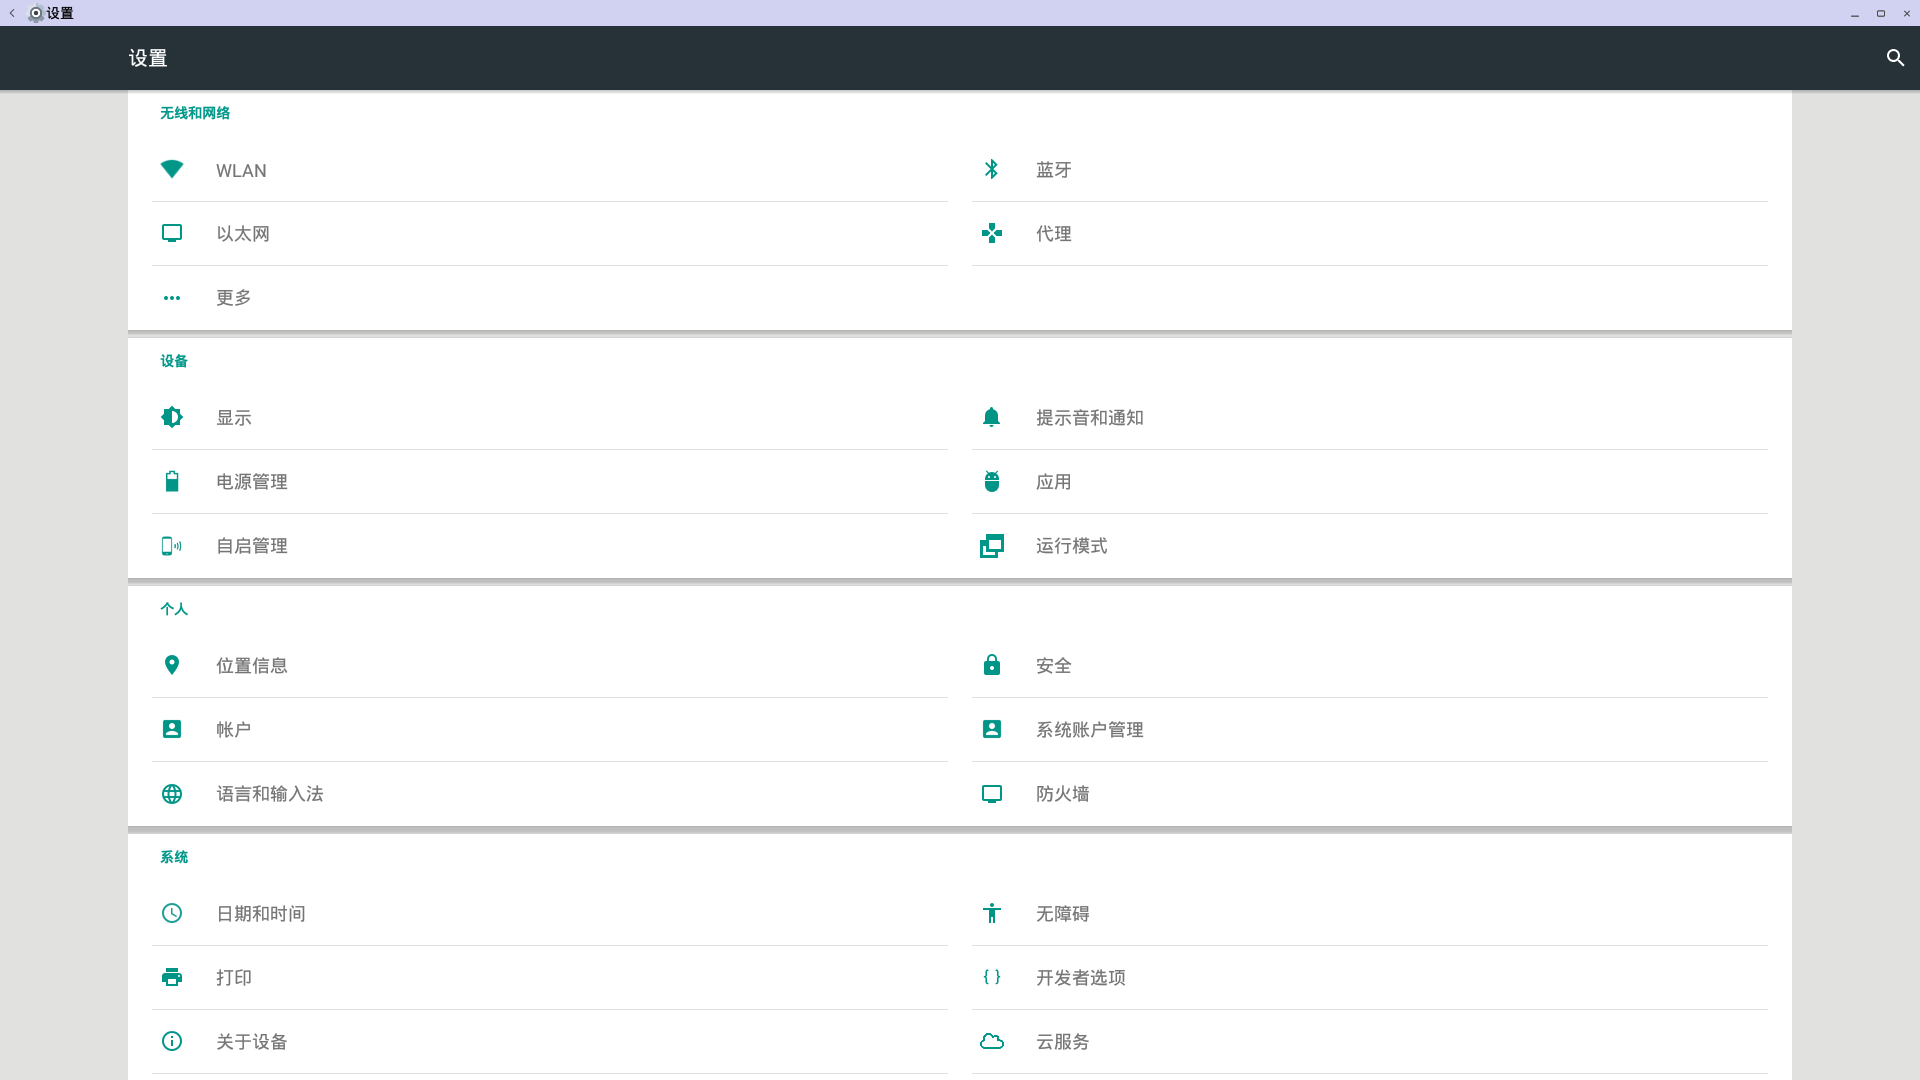 设置
设置
无线和网络
WLAN
蓝牙
以太网
代理
更多
设备
显示
提示音和通知
电源管理
应用
自启管理
运行模式
个人
位置信息
安全
帐户
系统账户管理
语言和输入法
防火墙
系统
日期和时间
无障碍
打印
开发者选项
关于设备
云服务